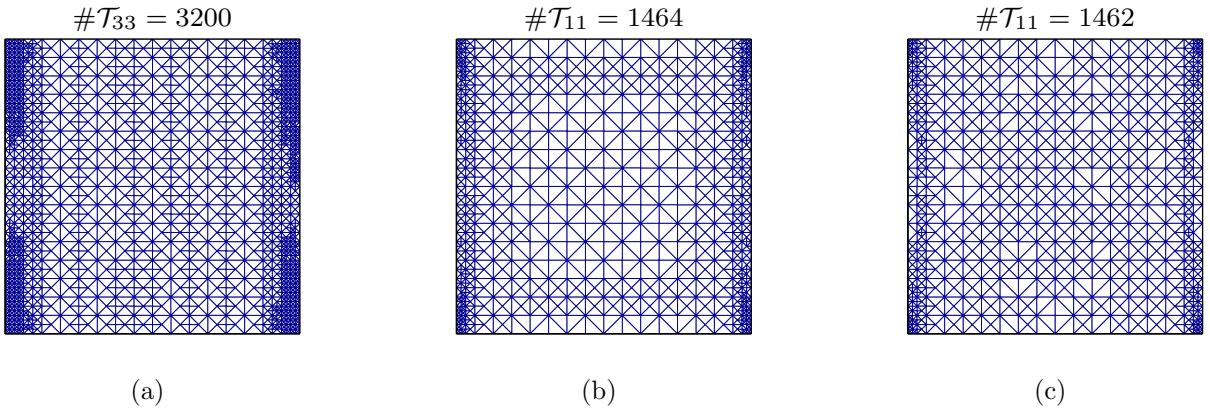 #𝒯₃₃ = 3200
#𝒯₁₁ = 1464
#𝒯₁₁ = 1462
(a)
(b)
(c)